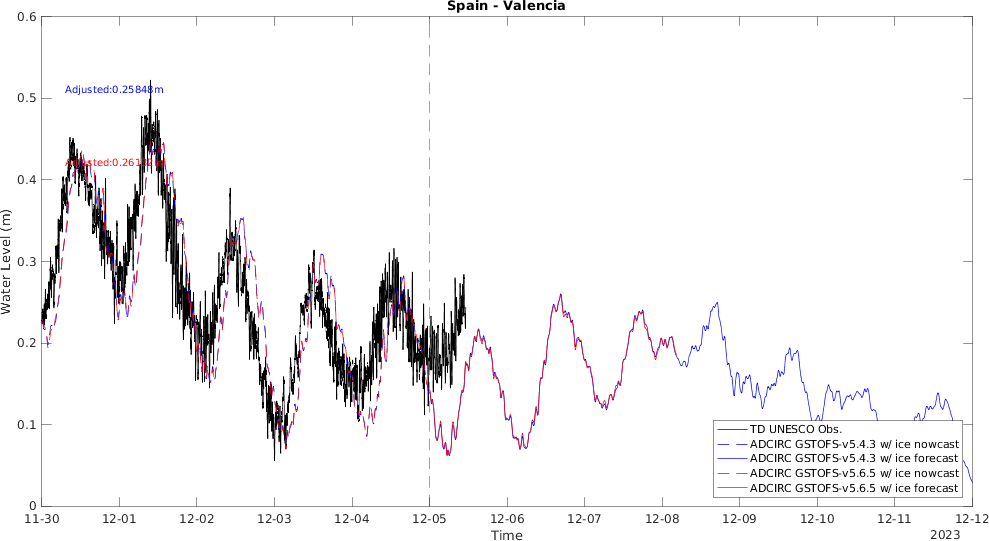 Spain - Valencia
0.6
0.5
0.4
0.3
0.2
0.1
0
Water Level (m)
Adjusted:0.25848m
TD UNESCO Obs.
ADCIRC GSTOFS-v5.4.3 w/ ice nowcast
ADCIRC GSTOFS-v5.4.3 w/ ice forecast
ADCIRC GSTOFS-v5.6.5 w/ ice nowcast
ADCIRC GSTOFS-v5.6.5 w/ ice forecast
11-30 12-01 12-02 12-03 12-04 12-05 12-06 12-07 12-08 12-09 12-10 12-11 12-12
2023
Time